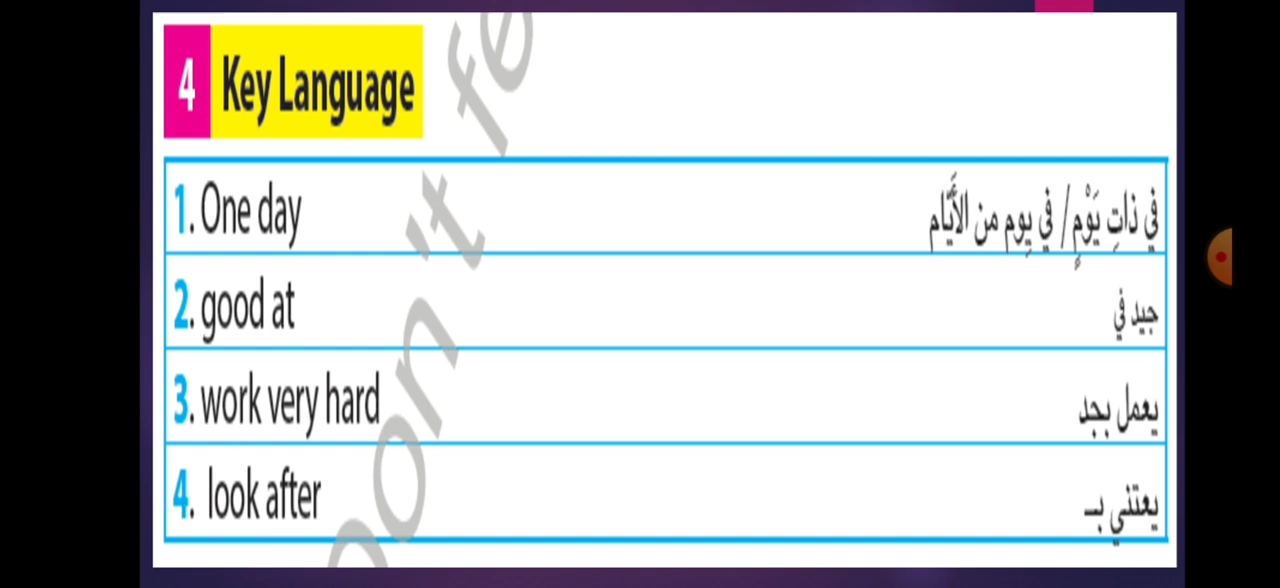 4 Key Language
1. One day في ذاتِ يَوْمٍ / في يوم من الأَيَّام
2. good at جيد في
3. work very hard يعمل بجد
4. look after يعتني بـ